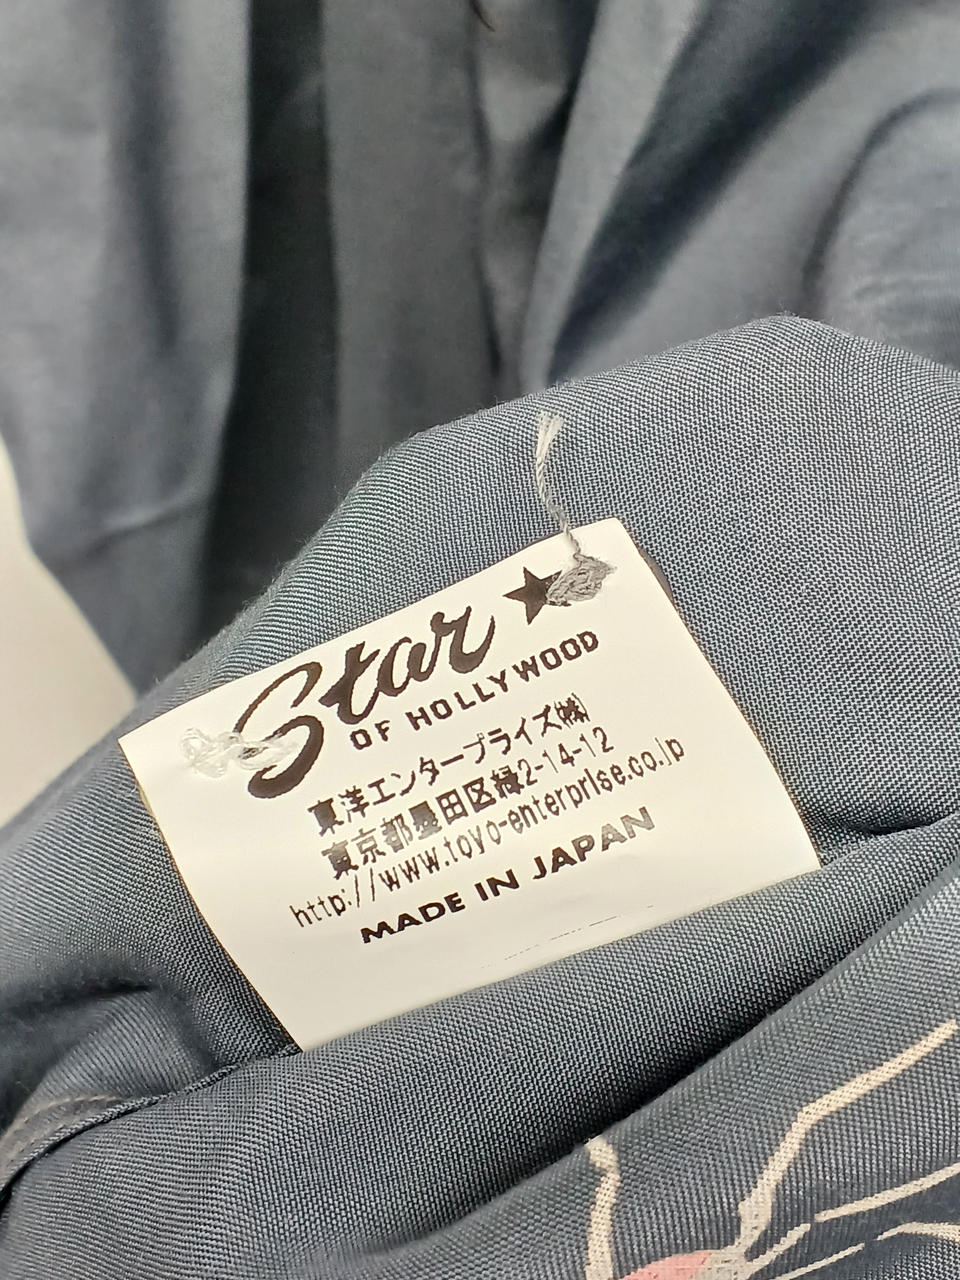 Star
OF HOLLYWOOD
東洋エンタープライズ㈱
東京都墨田区緑2-14-12
http://www.toyo-enterprise.co.jp
MADE IN JAPAN